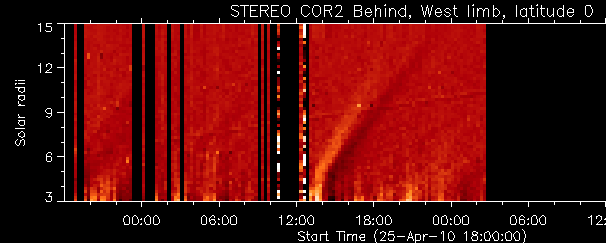 STEREO COR2 Behind, West limb, latitude 0
15
12
9
6
3
Solar radii
00:00 06:00 12:00 18:00 00:00 06:00 12:
Start Time (25-Apr-10 18:00:00)